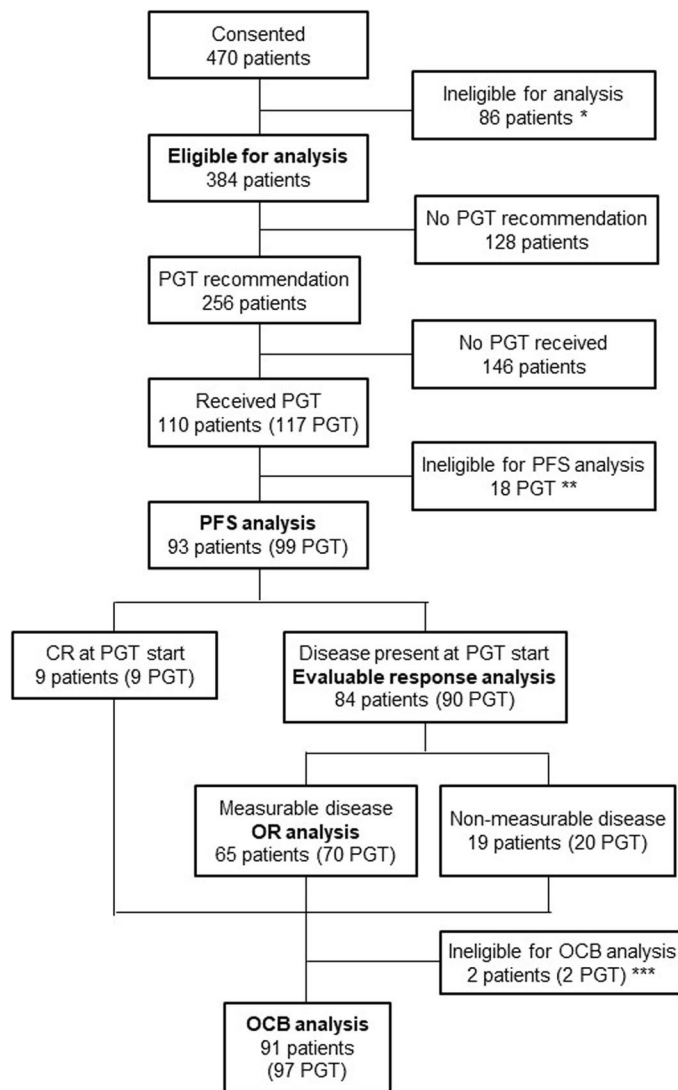 Consented
470 patients
Ineligible for analysis
86 patients *
Eligible for analysis
384 patients
No PGT recommendation
128 patients
PGT recommendation
256 patients
No PGT received
146 patients
Received PGT
110 patients (117 PGT)
Ineligible for PFS analysis
18 PGT **
PFS analysis
93 patients (99 PGT)
CR at PGT start
9 patients (9 PGT)
Disease present at PGT start
Evaluable response analysis
84 patients (90 PGT)
Measurable disease
OR analysis
65 patients (70 PGT)
Non-measurable disease
19 patients (20 PGT)
Ineligible for OCB analysis
2 patients (2 PGT) ***
OCB analysis
91 patients
(97 PGT)